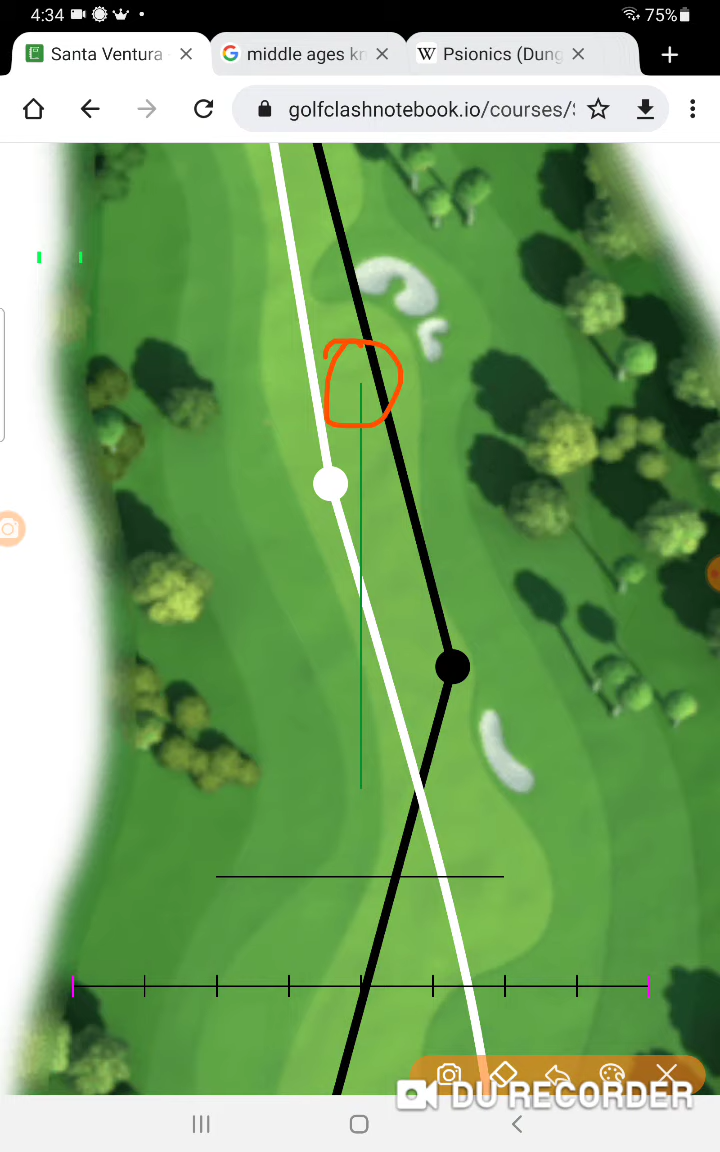 4:34 75%
Santa Ventura middle ages kn W Psionics (Dung
golfclashnotebook.io/courses/S
DU RECORDER